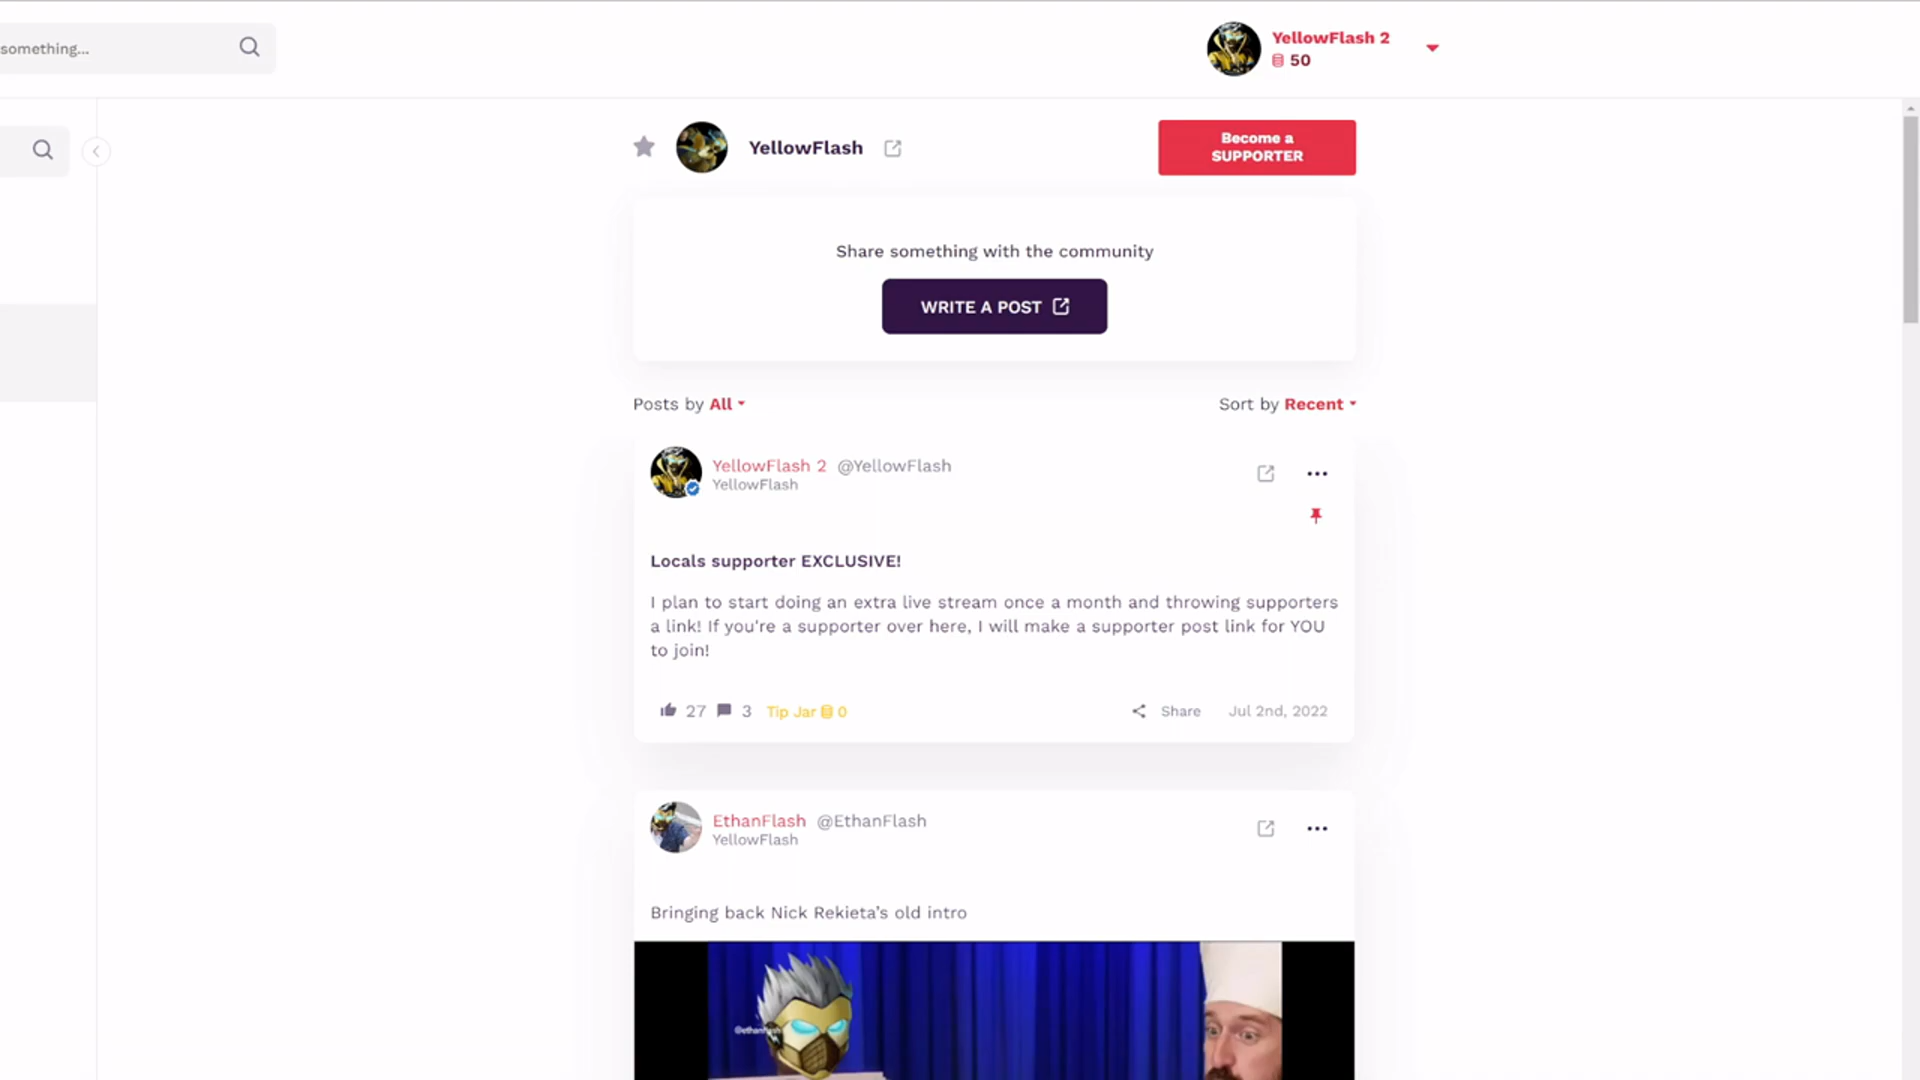 something...
YellowFlash 2
50
YellowFlash
Become a
SUPPORTER
Share something with the community
WRITE A POST
Posts by All
Sort by Recent
YellowFlash 2 @YellowFlash
YellowFlash
Locals supporter EXCLUSIVE!
I plan to start doing an extra live stream once a month and throwing supporters
a link! If you're a supporter over here, I will make a supporter post link for YOU
to join!
27 3 Tip Jar 0
Share Jul 2nd, 2022
EthanFlash @EthanFlash
YellowFlash
Bringing back Nick Rekieta's old intro
@ethanflash